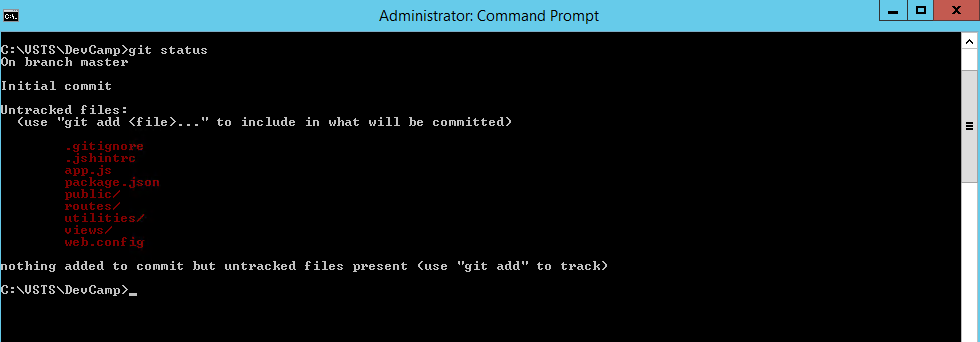 Administrator: Command Prompt
C:\VSTS\DevCamp>git status
On branch master
Initial commit
Untracked files:
(use "git add <file>..." to include in what will be committed)
.gitignore
.jshintrc
app.js
package.json
public/
routes/
utilities/
views/
web.config
nothing added to commit but untracked files present (use "git add" to track)
C:\VSTS\DevCamp>_